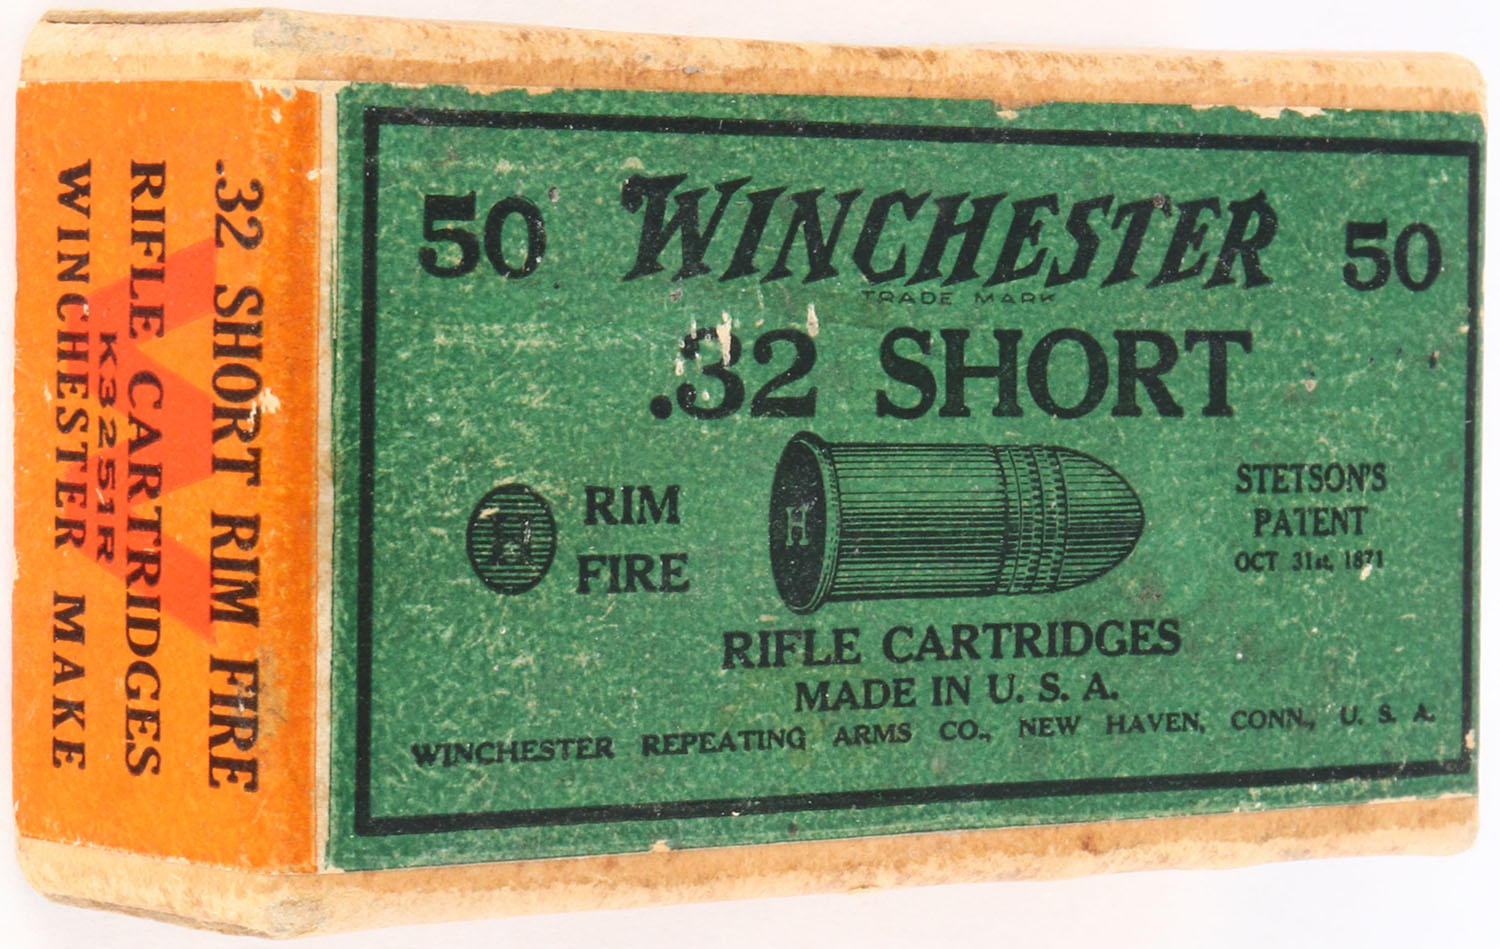 50 WINCHESTER 50
TRADE MARK
.32 SHORT
H
RIM
FIRE
H
STETSON'S
PATENT
OCT 31st, 1871
RIFLE CARTRIDGES
MADE IN U. S. A.
WINCHESTER REPEATING ARMS CO., NEW HAVEN, CONN., U. S. A.
.32 SHORT RIM FIRE
RIFLE CARTRIDGES
K3251R
WINCHESTER MAKE
W